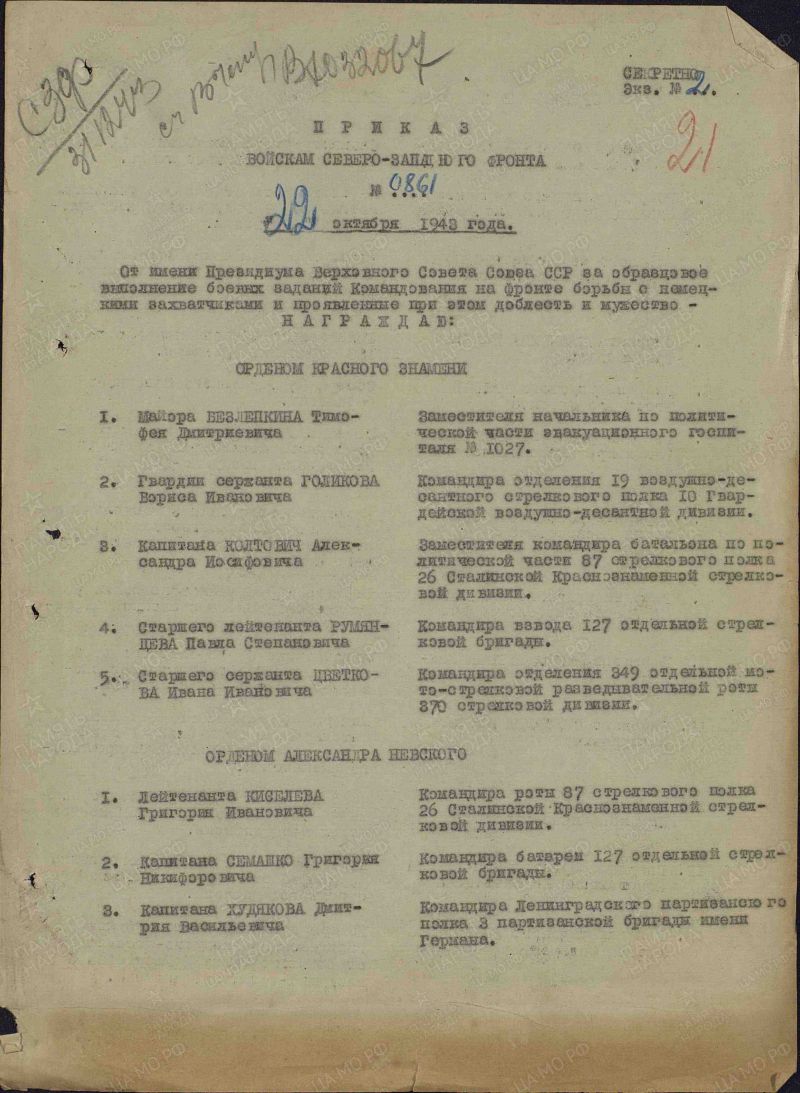 СЕКРЕТНО
Экз. № 2.
21
31/12 43
П Р И К А З
ВОЙСКАМ СЕВЕРО-ЗАПАДНОГО ФРОНТА
№ 0861
"22" октября 1943 года.
От имени Президиума Верховного Совета Союза ССР за образцовое
выполнение боевых заданий Командования на фронте борьбы с немец-
кими захватчиками и проявленные при этом доблесть и мужество -
Н А Г Р А Ж Д А Ю:
ОРДЕНОМ КРАСНОГО ЗНАМЕНИ
1. Майора БЕЗЛЕПКИНА Тимо-
фея Дмитриевича
Заместителя начальника по полити-
ческой части эвакуационного госпи-
таля № 1027.
2. Гвардии сержанта ГОЛИКОВА
Бориса Ивановича
Командира отделения 19 воздушно-де-
сантного стрелкового полка 10 Гвар-
дейской воздушно-десантной дивизии.
3. Капитана КОЛТОВИЧ Алек-
сандра Иосифовича
Заместителя командира батальона по по-
литической части 87 стрелкового полка
26 Сталинской Краснознаменной стрелко-
вой дивизии.
4. Старшего лейтенанта РУМЯН-
ЦЕВА Павла Степановича
Командира взвода 127 отдельной стрел-
ковой бригады.
5. Старшего сержанта ЦВЕТКО-
ВА Ивана Ивановича
Командира отделения 349 отдельной мо-
то-стрелковой разведывательной роты
370 стрелковой дивизии.
ОРДЕНОМ АЛЕКСАНДРА НЕВСКОГО
1. Лейтенанта КИСЕЛЕВА
Григория Ивановича
Командира роты 87 стрелкового полка
26 Сталинской Краснознаменной стрел-
ковой дивизии.
2. Капитана СЕМАШКО Григория
Никифоровича
Командира батареи 127 отдельной стрел-
ковой бригады.
3. Капитана ХУДЯКОВА Дмит-
рия Васильевича
Командира Ленинградского партизанского
полка 3 партизанской бригады имени
Германа.